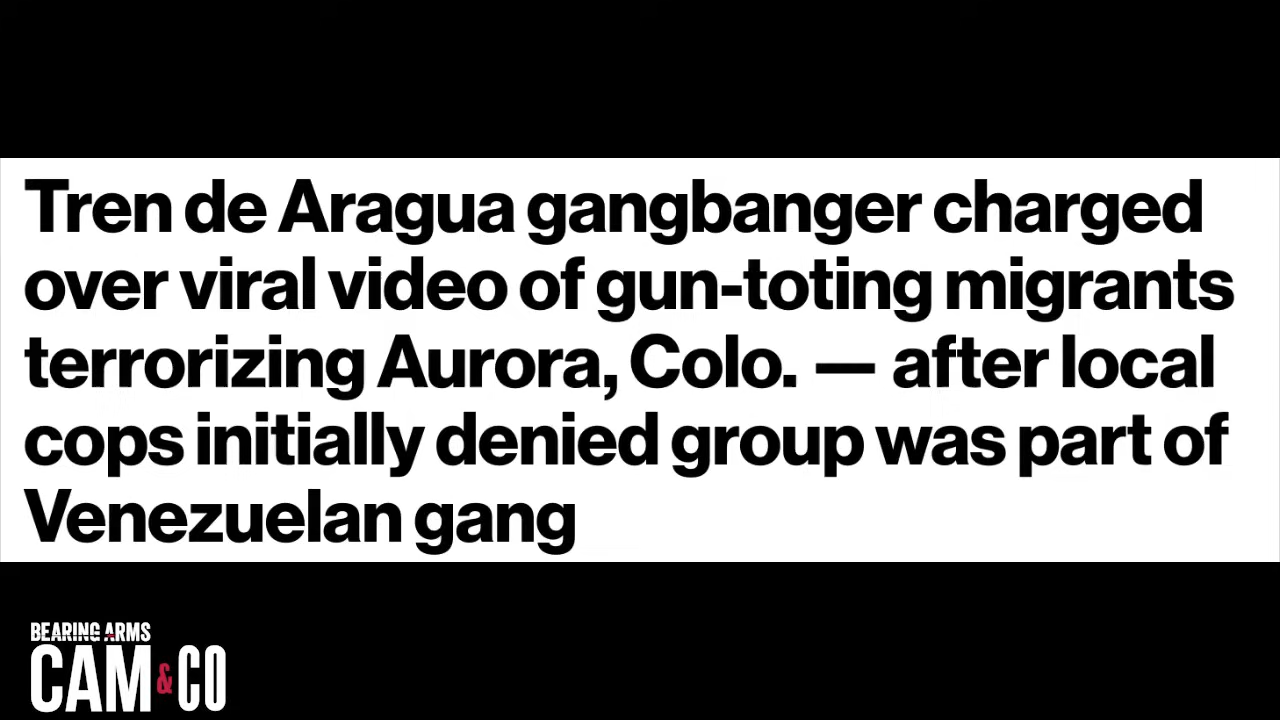 Tren de Aragua gangbanger charged
over viral video of gun-toting migrants
terrorizing Aurora, Colo. — after local
cops initially denied group was part of
Venezuelan gang
BEARING ARMS
CAM & CO